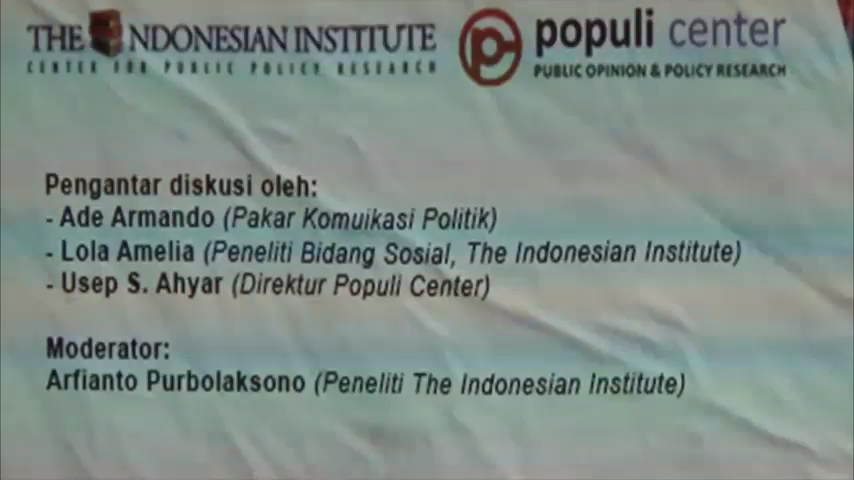 THE INDONESIAN INSTITUTE
CENTER FOR PUBLIC POLICY RESEARCH
populi center
PUBLIC OPINION & POLICY RESEARCH
Pengantar diskusi oleh:
- Ade Armando (Pakar Komuikasi Politik)
- Lola Amelia (Peneliti Bidang Sosial, The Indonesian Institute)
- Usep S. Ahyar (Direktur Populi Center)
Moderator:
Arfianto Purbolaksono (Peneliti The Indonesian Institute)